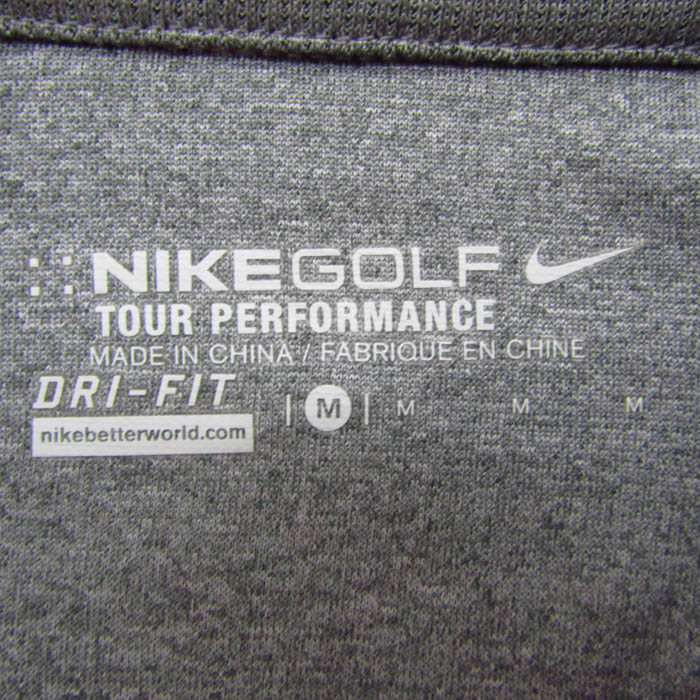 NIKEGOLF
TOUR PERFORMANCE
MADE IN CHINA / FABRIQUE EN CHINE
DRI-FIT
| M | M M M
nikebetterworld.com